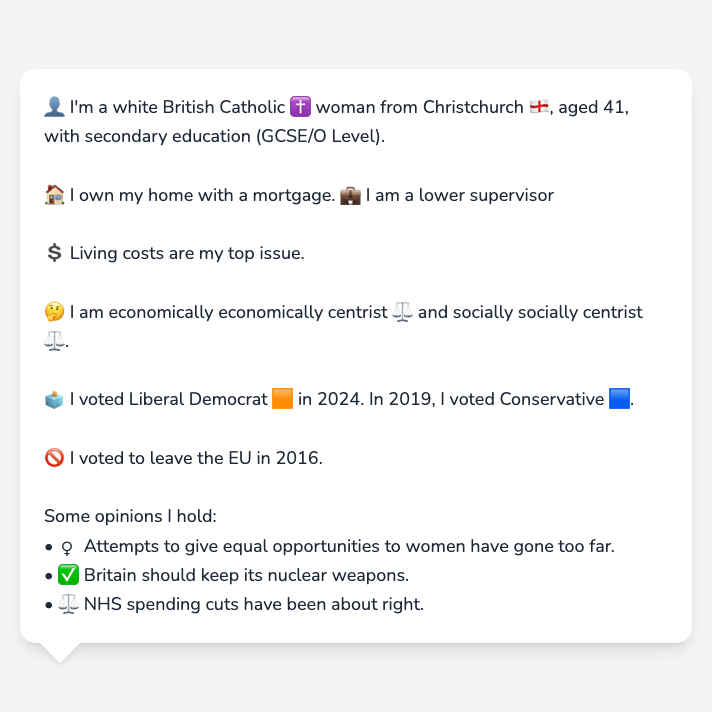 👤 I'm a white British Catholic ✝️ woman from Christchurch 🏴󠁧󠁢󠁥󠁮󠁧󠁿, aged 41,
with secondary education (GCSE/O Level).
🏠 I own my home with a mortgage. 💼 I am a lower supervisor
💲 Living costs are my top issue.
🤔 I am economically economically centrist ⚖️ and socially socially centrist
⚖️.
🗳️ I voted Liberal Democrat 🟧 in 2024. In 2019, I voted Conservative 🟦.
🚫 I voted to leave the EU in 2016.
Some opinions I hold:
• ♀️ Attempts to give equal opportunities to women have gone too far.
• ✅ Britain should keep its nuclear weapons.
• ⚖️ NHS spending cuts have been about right.